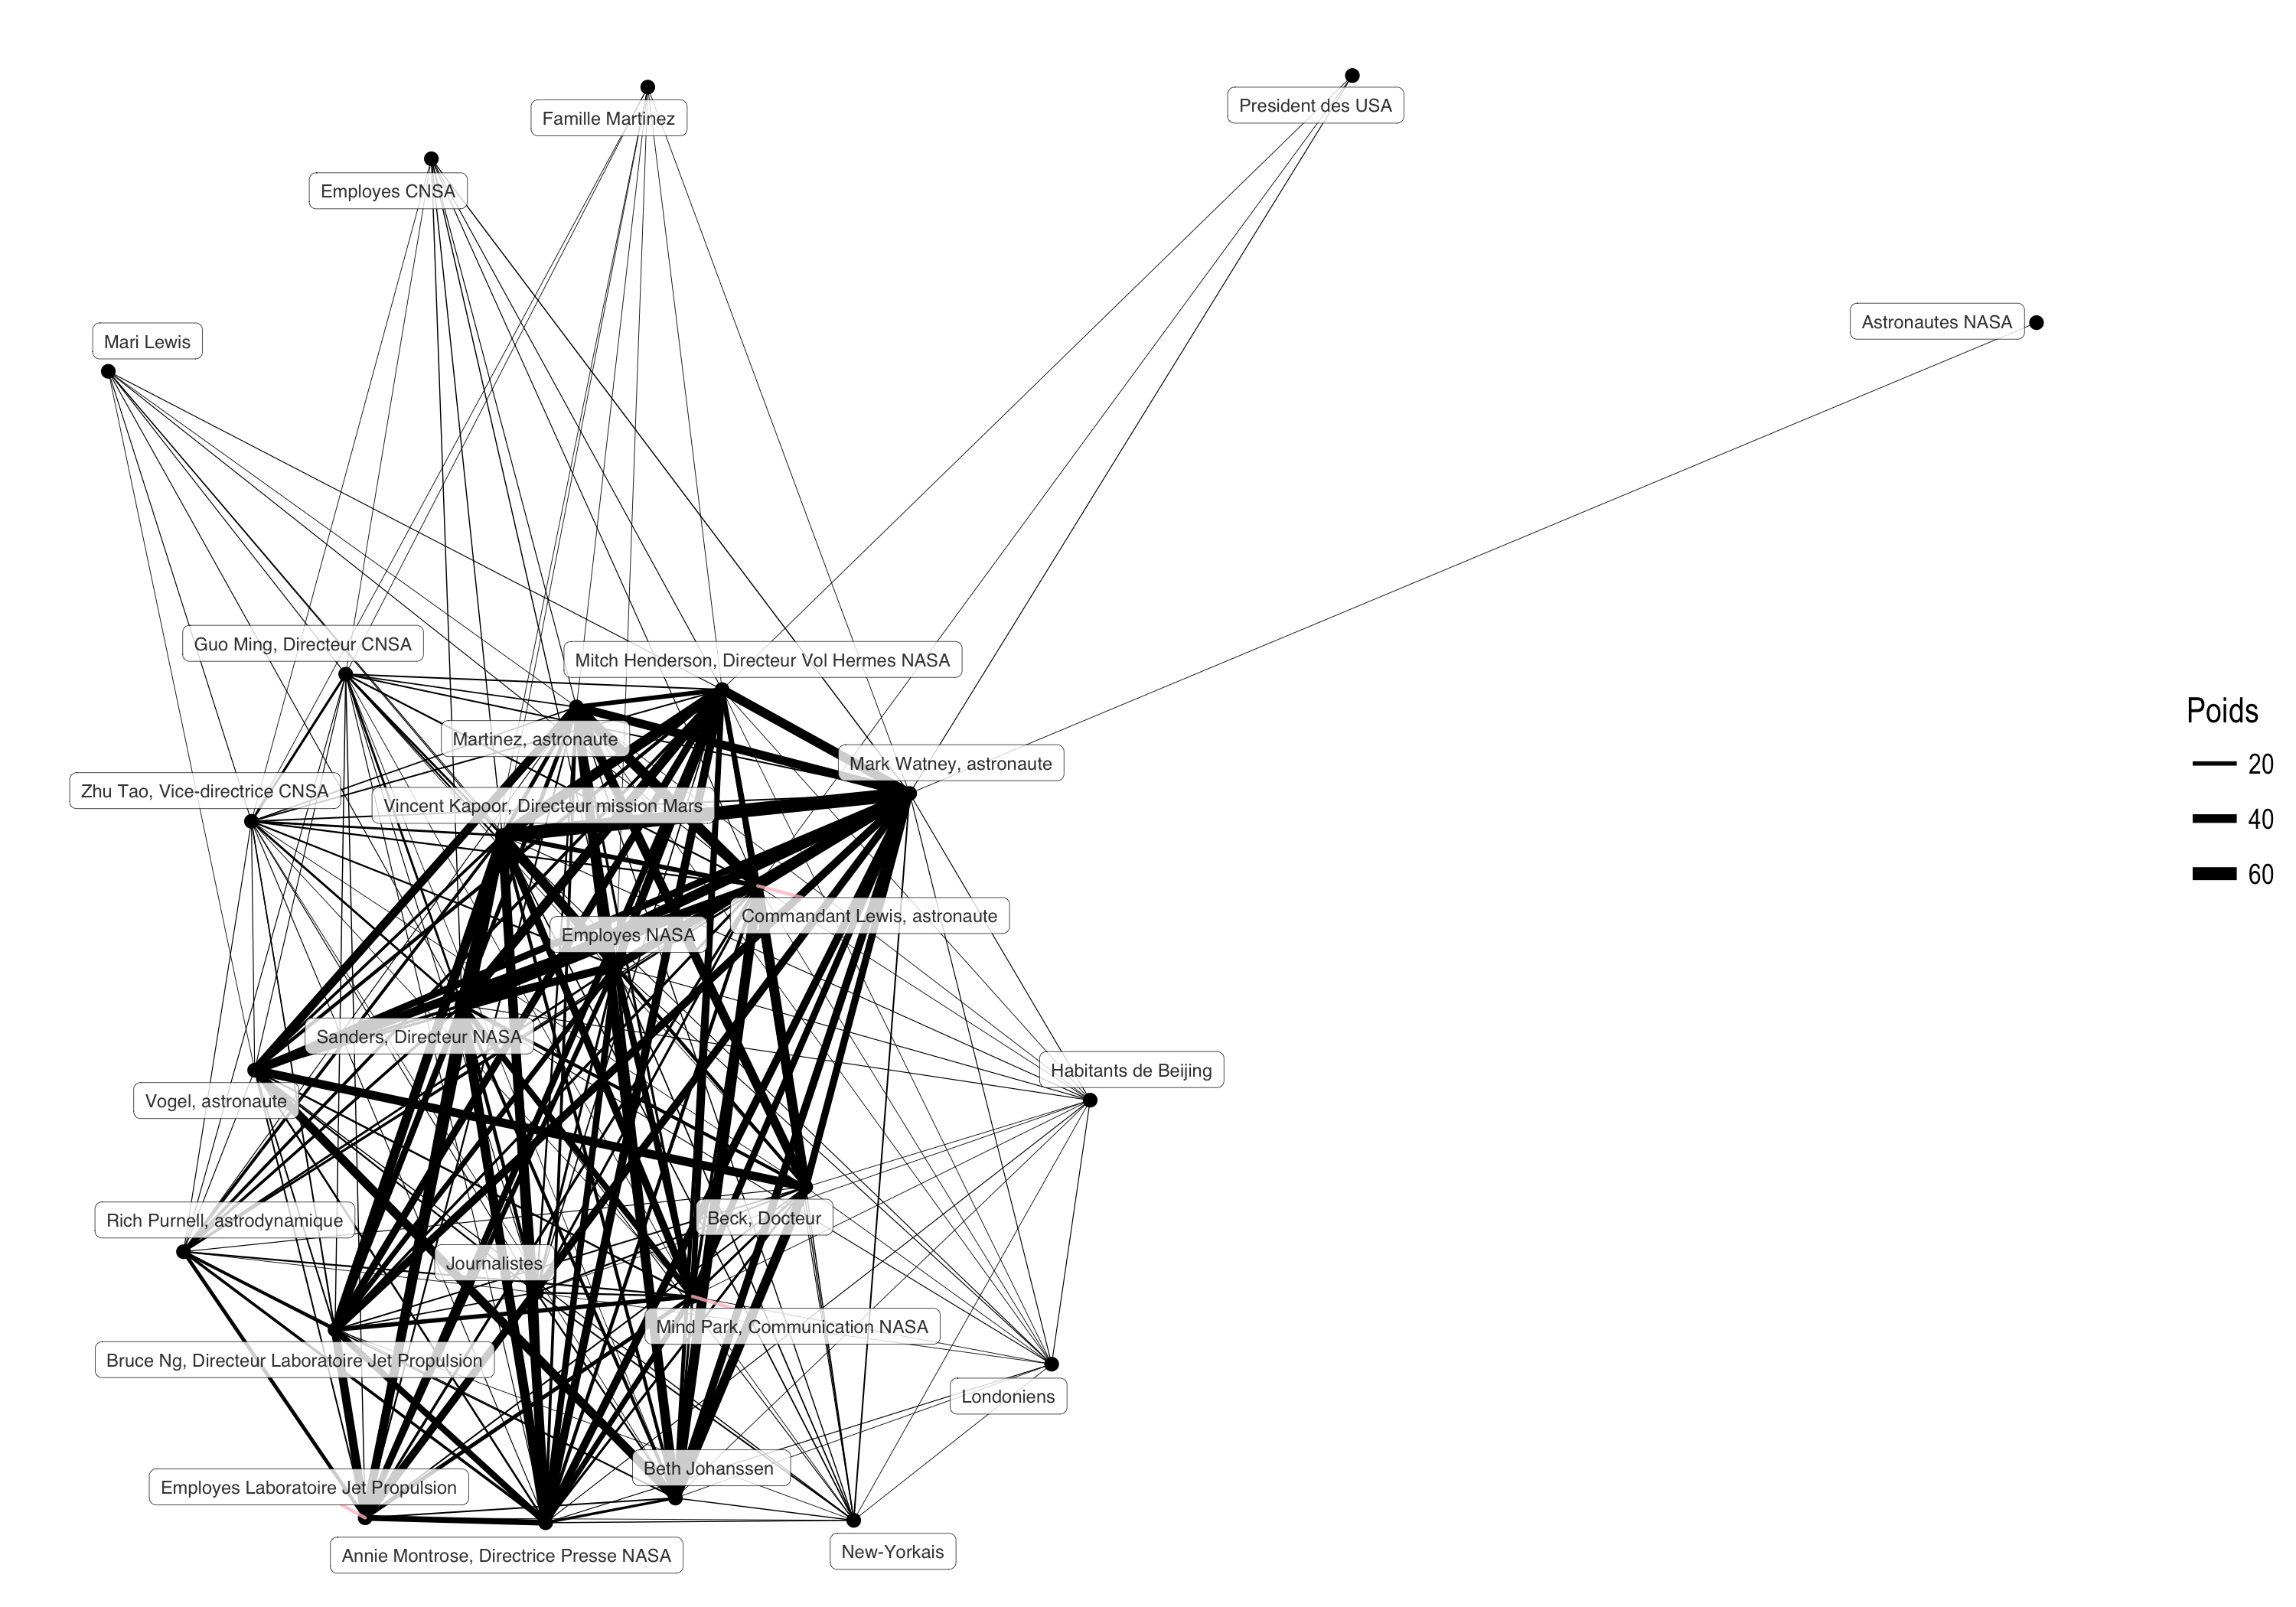 President des USA
Famille Martinez
Employes CNSA
Astronautes NASA
Mari Lewis
Guo Ming, Directeur CNSA
Mitch Henderson, Directeur Vol Hermes NASA
Poids
Martinez, astronaute
Mark Watney, astronaute
20
Zhu Tao, Vice-directrice CNSA
Vincent Kapoor, Directeur mission Mars
40
60
Commandant Lewis, astronaute
Employes NASA
Sanders, Directeur NASA
Habitants de Beijing
Vogel, astronaute
Rich Purnell, astrodynamique
Beck, Docteur
Journalistes
Mind Park, Communication NASA
Bruce Ng, Directeur Laboratoire Jet Propulsion
Londoniens
Beth Johanssen
Employes Laboratoire Jet Propulsion
New-Yorkais
Annie Montrose, Directrice Presse NASA